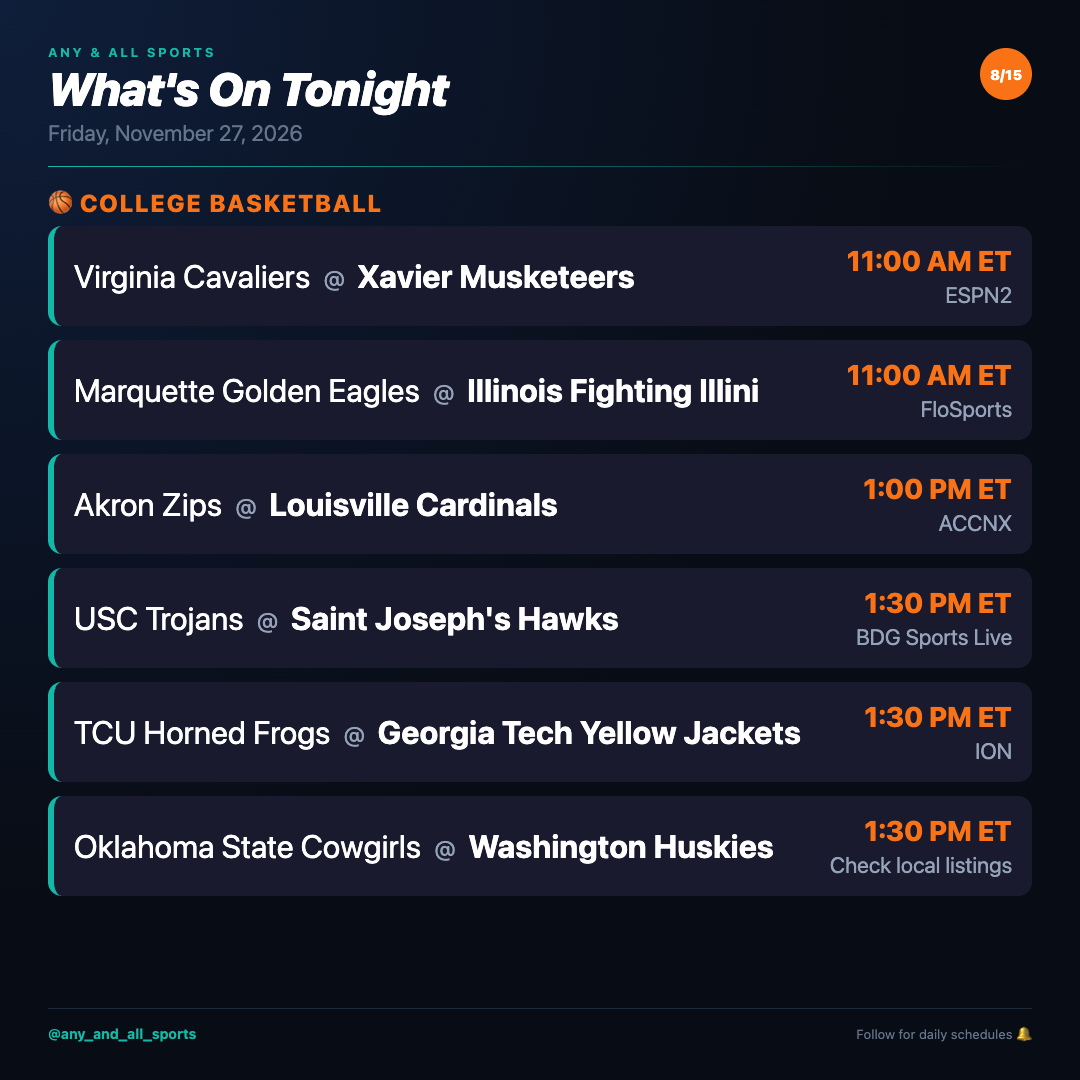 ANY & ALL SPORTS
What's On Tonight
8/15
Friday, November 27, 2026
🏀 COLLEGE BASKETBALL
Virginia Cavaliers @ Xavier Musketeers
11:00 AM ET
ESPN2
Marquette Golden Eagles @ Illinois Fighting Illini
11:00 AM ET
FloSports
Akron Zips @ Louisville Cardinals
1:00 PM ET
ACCNX
USC Trojans @ Saint Joseph's Hawks
1:30 PM ET
BDG Sports Live
TCU Horned Frogs @ Georgia Tech Yellow Jackets
1:30 PM ET
ION
Oklahoma State Cowgirls @ Washington Huskies
1:30 PM ET
Check local listings
@any_and_all_sports
Follow for daily schedules 🔔